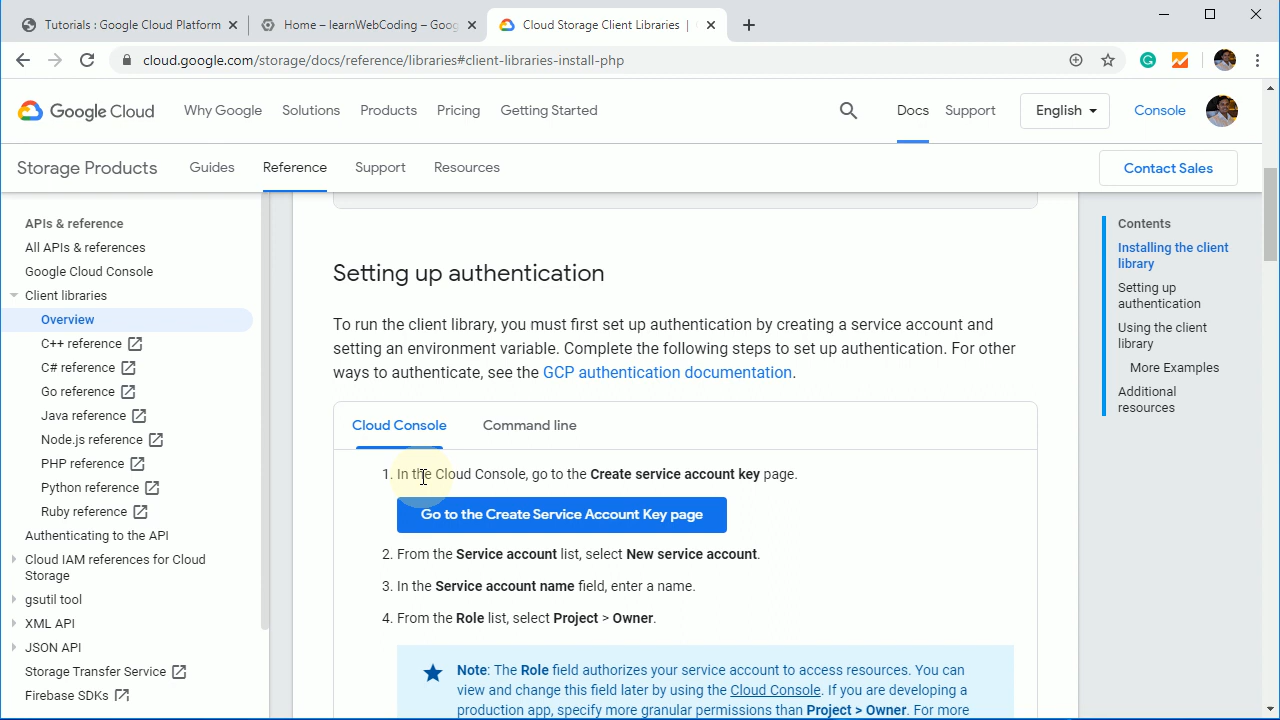 Tutorials : Google Cloud Platform
Home – learnWebCoding – Goog
Cloud Storage Client Libraries |
cloud.google.com/storage/docs/reference/libraries#client-libraries-install-php
Google Cloud
Why Google
Solutions
Products
Pricing
Getting Started
Docs
Support
English
Console
Storage Products
Guides
Reference
Support
Resources
Contact Sales
APIs & reference
All APIs & references
Google Cloud Console
Client libraries
Overview
C++ reference
C# reference
Go reference
Java reference
Node.js reference
PHP reference
Python reference
Ruby reference
Authenticating to the API
Cloud IAM references for Cloud
Storage
gsutil tool
XML API
JSON API
Storage Transfer Service
Firebase SDKs
Setting up authentication
To run the client library, you must first set up authentication by creating a service account and
setting an environment variable. Complete the following steps to set up authentication. For other
ways to authenticate, see the GCP authentication documentation.
Cloud Console
Command line
1. In the Cloud Console, go to the Create service account key page.
Go to the Create Service Account Key page
2. From the Service account list, select New service account.
3. In the Service account name field, enter a name.
4. From the Role list, select Project > Owner.
Note: The Role field authorizes your service account to access resources. You can
view and change this field later by using the Cloud Console. If you are developing a
production app, specify more granular permissions than Project > Owner. For more
Contents
Installing the client
library
Setting up
authentication
Using the client
library
More Examples
Additional
resources